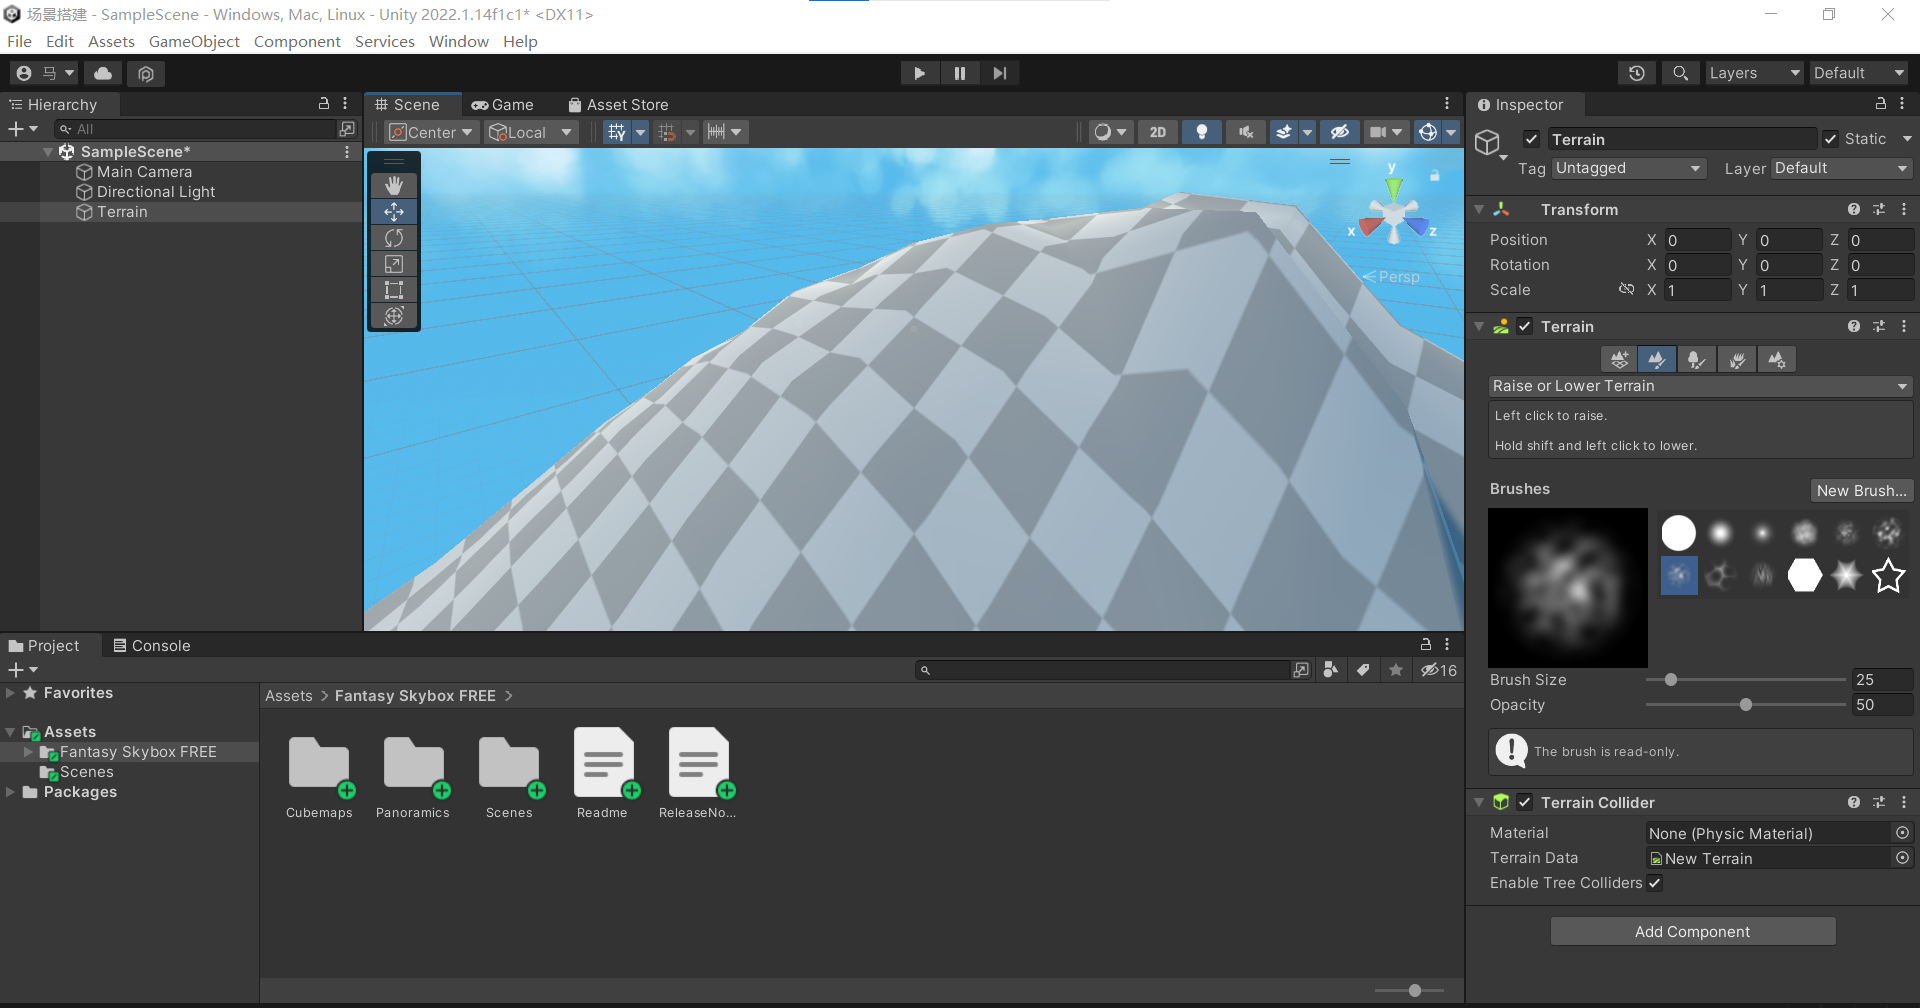 场景搭建 - SampleScene - Windows, Mac, Linux - Unity 2022.1.14f1c1* <DX11>
File Edit Assets GameObject Component Services Window Help
马 Layers Default
Hierarchy
All
SampleScene*
Main Camera
Directional Light
Terrain
Scene Game Asset Store
Center Local 2D
y
x z
Persp
Inspector
Terrain Static
Tag Untagged Layer Default
Transform
Position X 0 Y 0 Z 0
Rotation X 0 Y 0 Z 0
Scale X 1 Y 1 Z 1
Terrain
Raise or Lower Terrain
Left click to raise.
Hold shift and left click to lower.
Brushes New Brush...
Brush Size 25
Opacity 50
The brush is read-only.
Terrain Collider
Material None (Physic Material)
Terrain Data New Terrain
Enable Tree Colliders
Add Component
Project Console
16
Favorites
Assets
Fantasy Skybox FREE
Scenes
Packages
Assets > Fantasy Skybox FREE >
Cubemaps Panoramics Scenes Readme ReleaseNo...